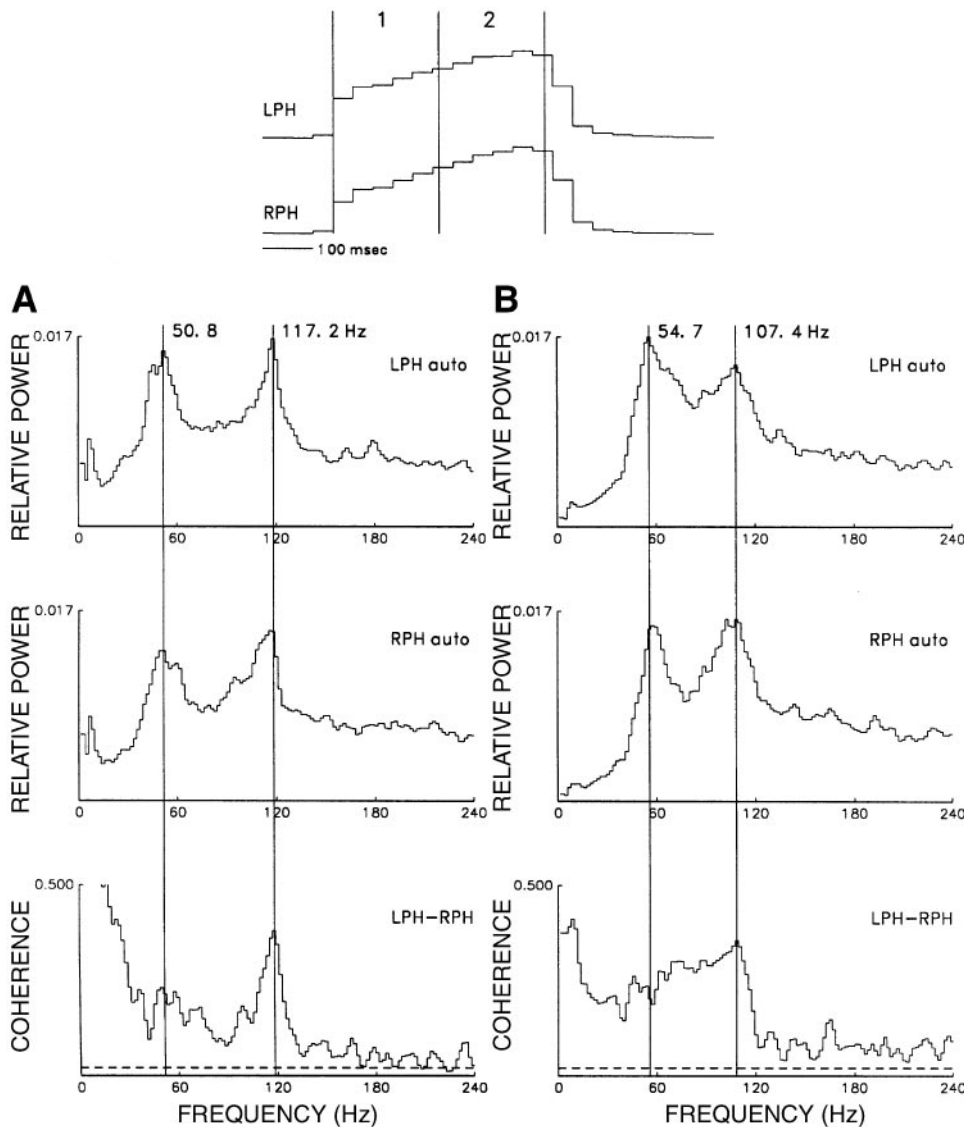 1 2
LPH
RPH
100 msec
A
B
0.017
50.8
117.2 Hz
LPH auto
RELATIVE POWER
0 60 120 180 240
0.017
54.7
107.4 Hz
LPH auto
RELATIVE POWER
0 60 120 180 240
0.017
RPH auto
RELATIVE POWER
0 60 120 180 240
0.017
RPH auto
RELATIVE POWER
0 60 120 180 240
0.500
LPH–RPH
COHERENCE
0 60 120 180 240
FREQUENCY (Hz)
0.500
LPH–RPH
COHERENCE
0 60 120 180 240
FREQUENCY (Hz)